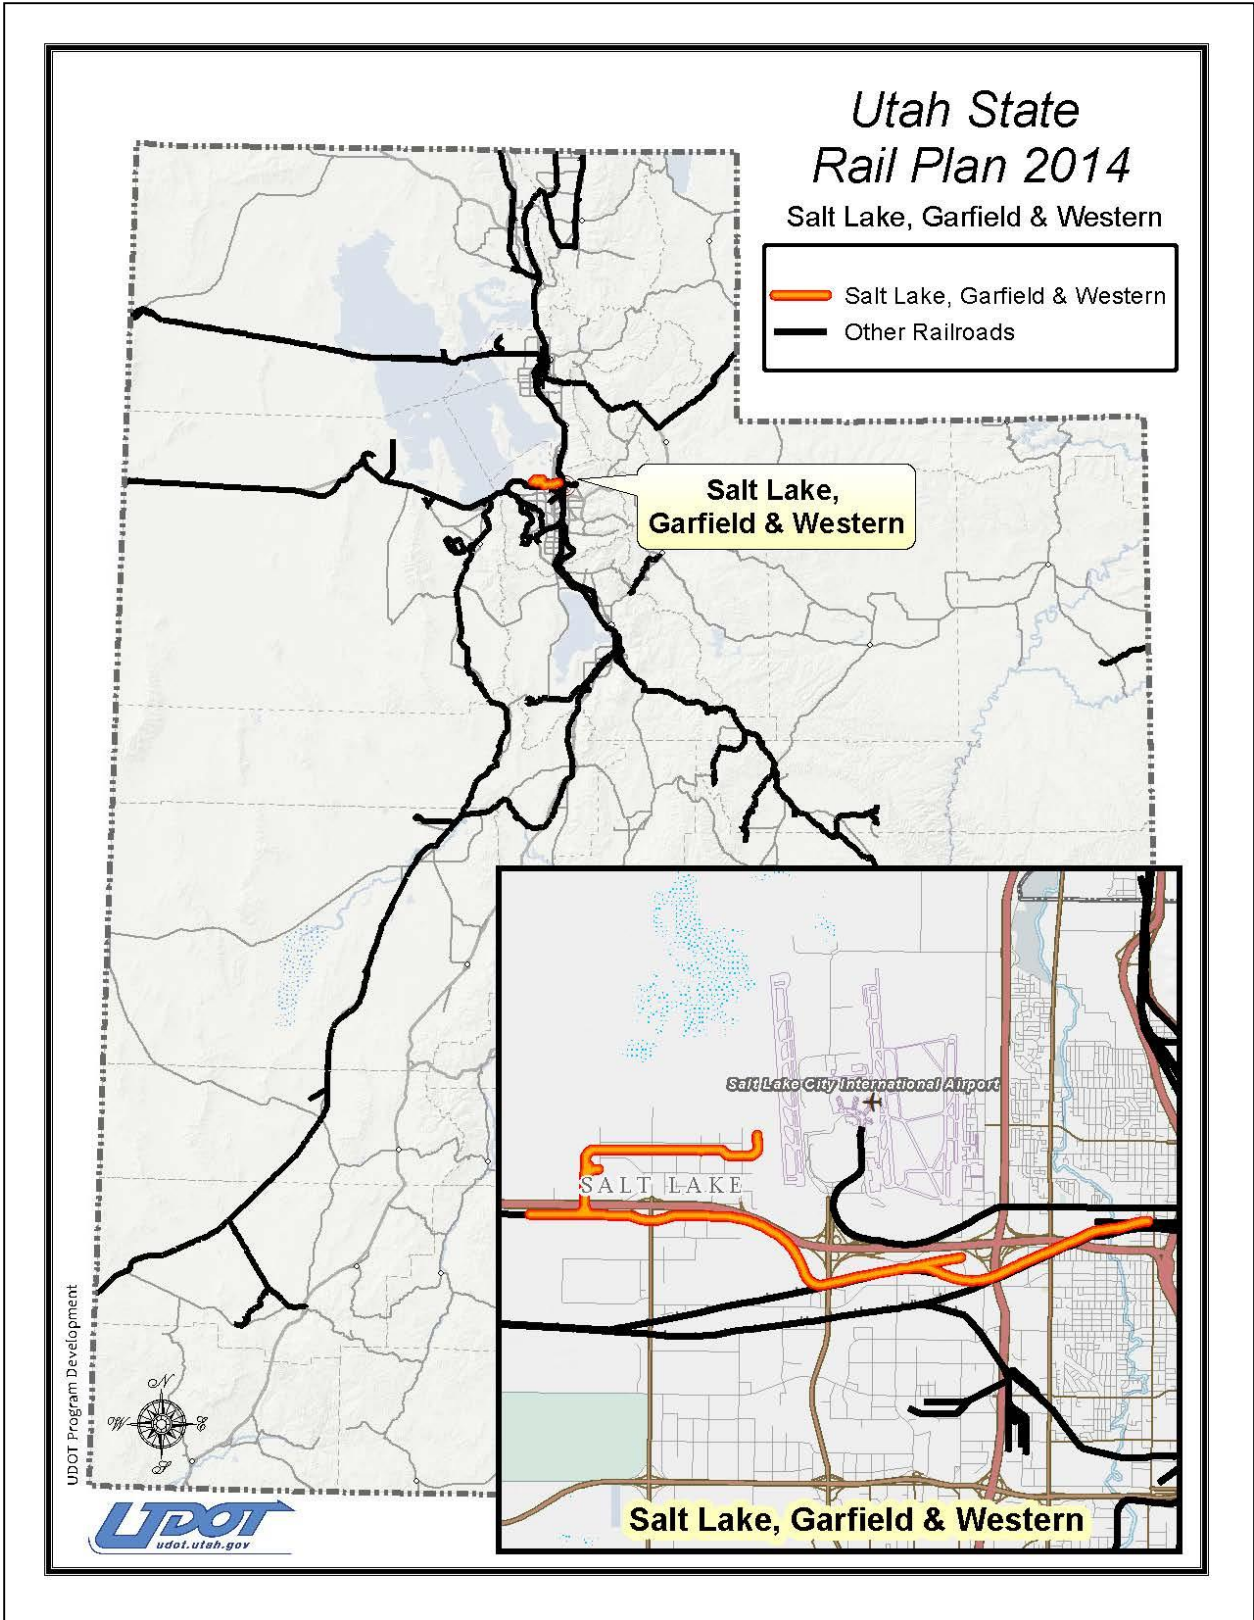 Utah State
Rail Plan 2014
Salt Lake, Garfield & Western
Salt Lake, Garfield & Western
Other Railroads
Salt Lake,
Garfield & Western
Salt Lake City International Airport
SALT LAKE
Salt Lake, Garfield & Western
UDOT Program Development
N
W
E
S
UDOT
udot.utah.gov